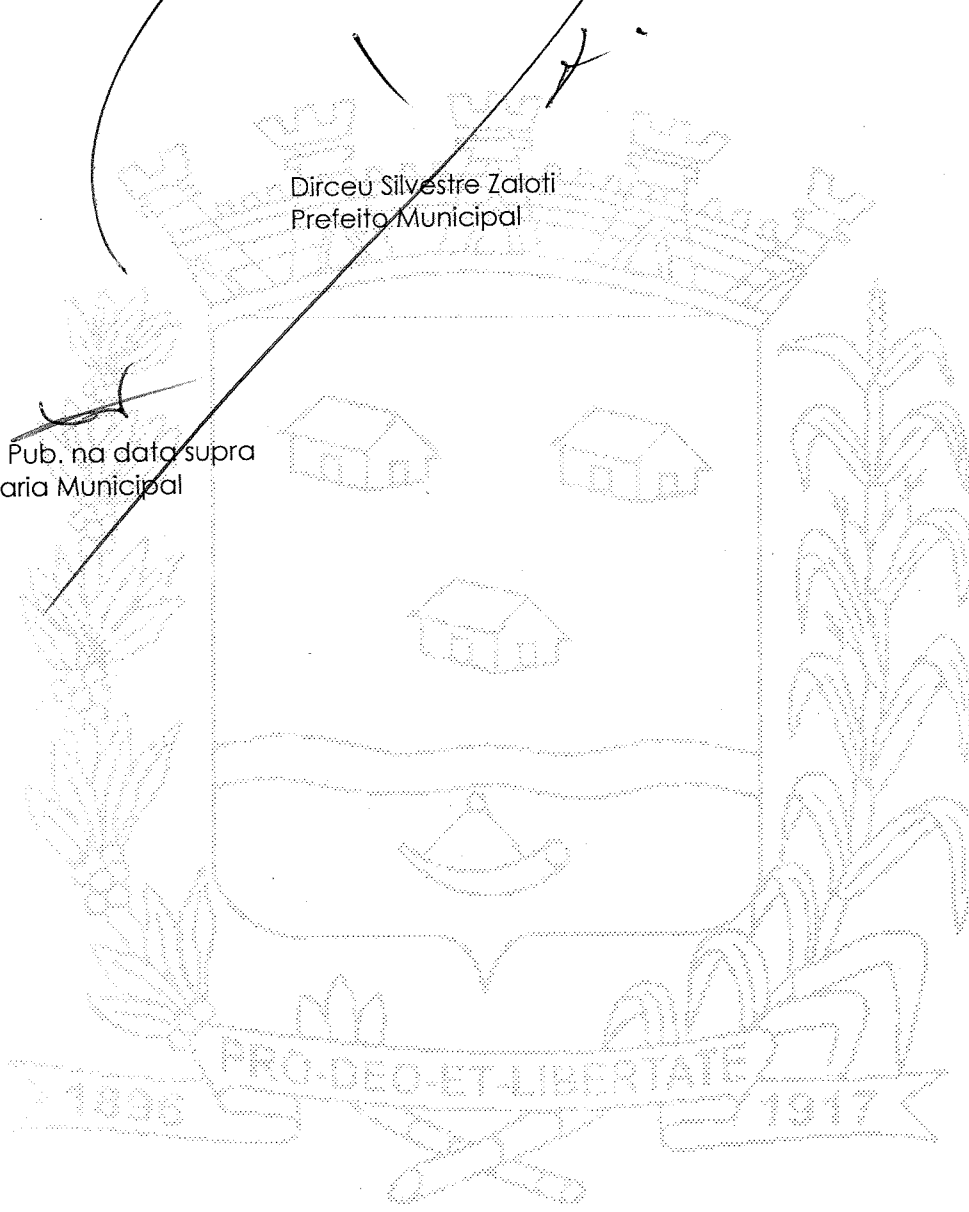 Dirceu Silvestre Zaloti
Prefeito Municipal
Pub. na data supra
aria Municipal
PRO-DEO-ET-LIBERTATE
1896
1917